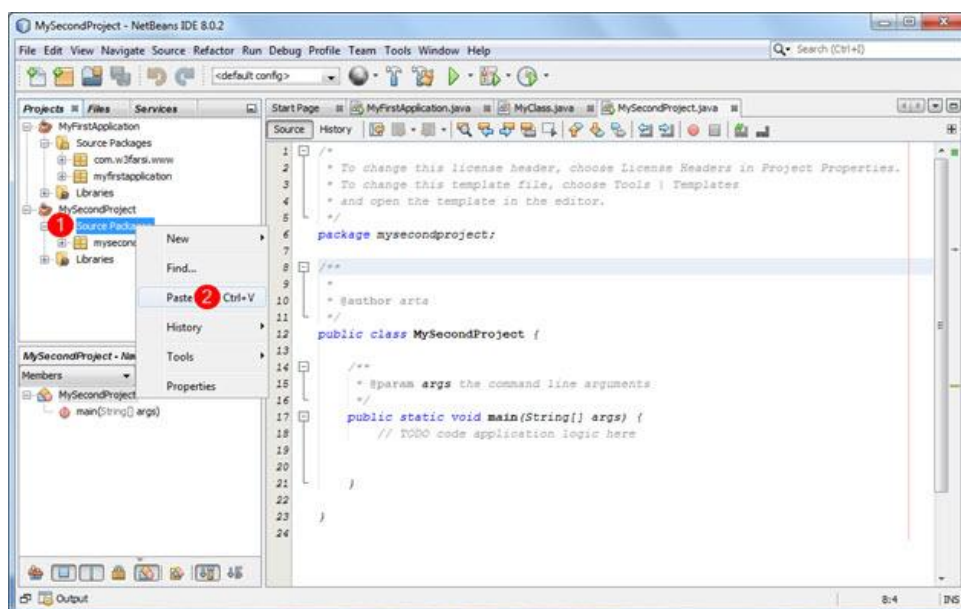 MySecondProject - NetBeans IDE 8.0.2
File Edit View Navigate Source Refactor Run Debug Profile Team Tools Window Help
Search (Ctrl+I)
<default config>
Projects Files Services
Start Page MyFirstApplication.java MyClass.java MySecondProject.java
Source History
MyFirstApplication
Source Packages
com.w3farsi.www
myfirstapplication
Libraries
MySecondProject
1 Source Packages
mysecond
Libraries
New
Find...
Paste 2 Ctrl+V
History
Tools
Properties
MySecondProject - Na
Members
MySecondProject
main(String[] args)
1 /*
2 * To change this license header, choose License Headers in Project Properties.
3 * To change this template file, choose Tools | Templates
4 * and open the template in the editor.
5 */
6 package mysecondproject;
7
8 /**
9 *
10 * @author arta
11 */
12 public class MySecondProject {
13
14 /**
15 * @param args the command line arguments
16 */
17 public static void main(String[] args) {
18 // TODO code application logic here
19
20
21 }
22
23 }
24
Output
8:4 INS